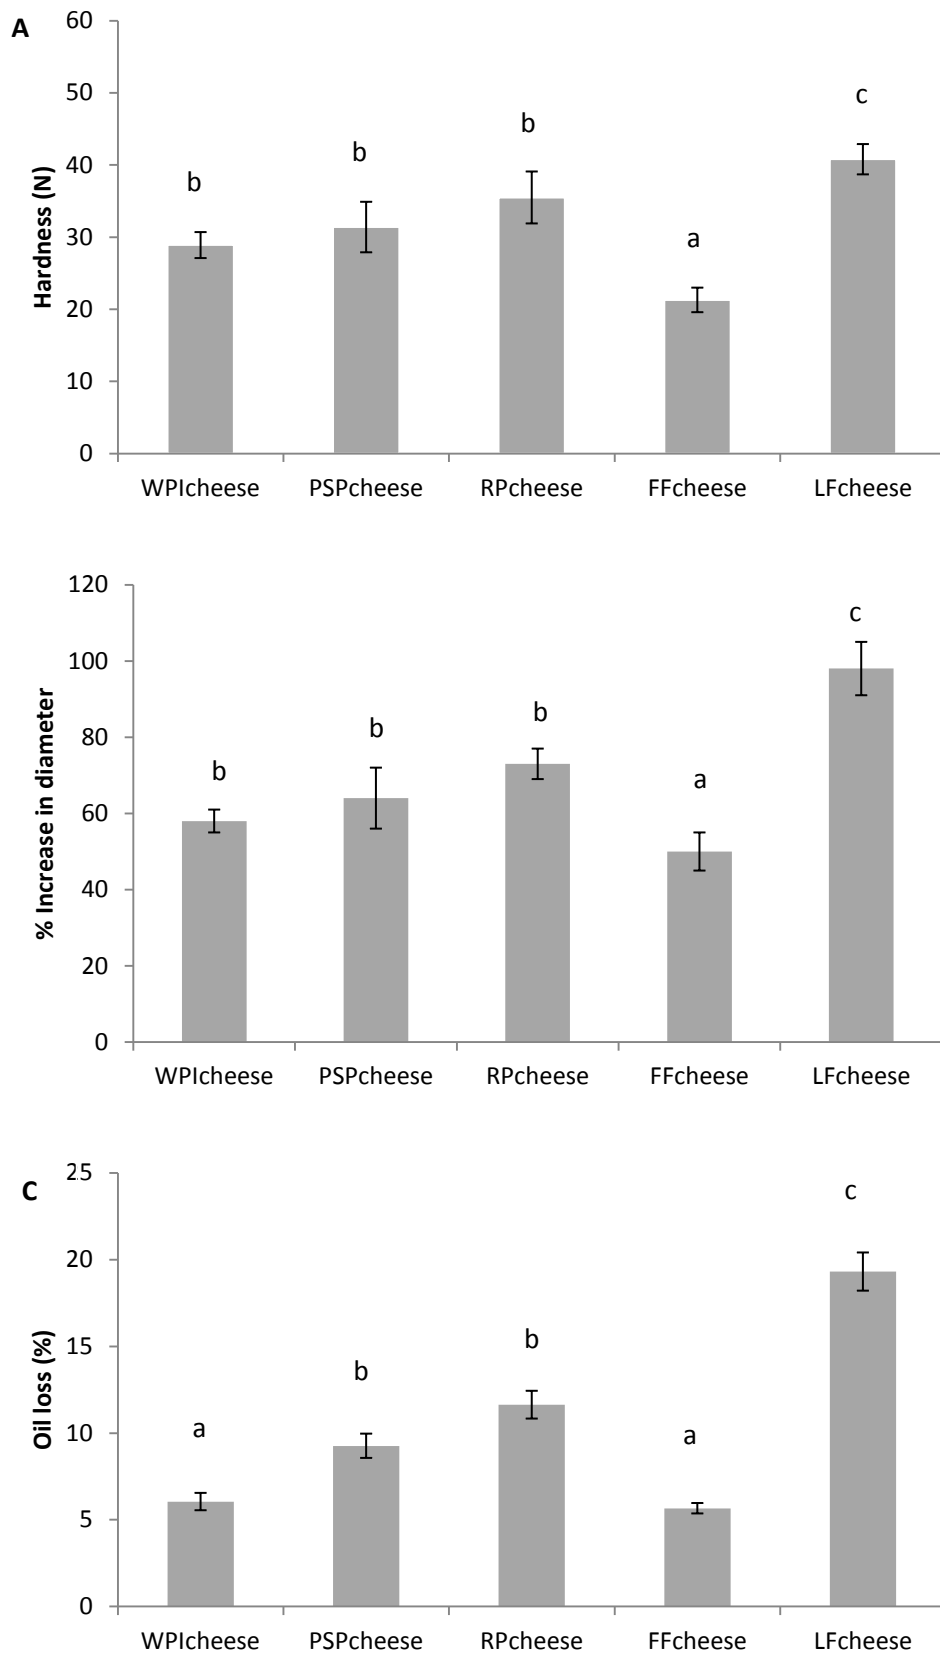 A
60
50
40
30
20
10
0
Hardness (N)
b
b
b
a
c
WPIcheese PSPcheese RPcheese FFcheese LFcheese
120
100
80
60
40
20
0
% Increase in diameter
b
b
b
a
c
WPIcheese PSPcheese RPcheese FFcheese LFcheese
C
25
20
15
10
5
0
Oil loss (%)
a
b
b
a
c
WPIcheese PSPcheese RPcheese FFcheese LFcheese